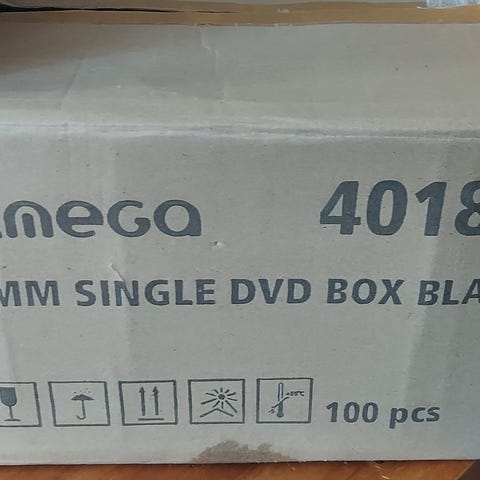 mega 4018
MM SINGLE DVD BOX BLA
100 pcs